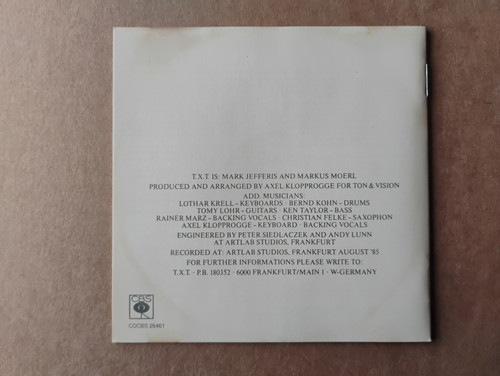 T.X.T. IS: MARK JEFFERIS AND MARKUS MOERL
PRODUCED AND ARRANGED BY AXEL KLOPPROGGE FOR TON & VISION
ADD. MUSICIANS:
LOTHAR KRELL - KEYBOARDS · BERND KOHN - DRUMS
TOMY LOHR - GUITARS · KEN TAYLOR - BASS
RAINER MARZ - BACKING VOCALS · CHRISTIAN FELKE - SAXOPHON
AXEL KLOPPROGGE - KEYBOARD · BACKING VOCALS
ENGINEERED BY PETER SIEDLACZEK AND ANDY LUNN
AT ARTLAB STUDIOS, FRANKFURT
RECORDED AT: ARTLAB STUDIOS, FRANKFURT AUGUST '85
FOR FURTHER INFORMATIONS PLEASE WRITE TO:
T.X.T. · P.B. 180352 · 6000 FRANKFURT/MAIN 1 · W-GERMANY
CBS
CDCBS 26461